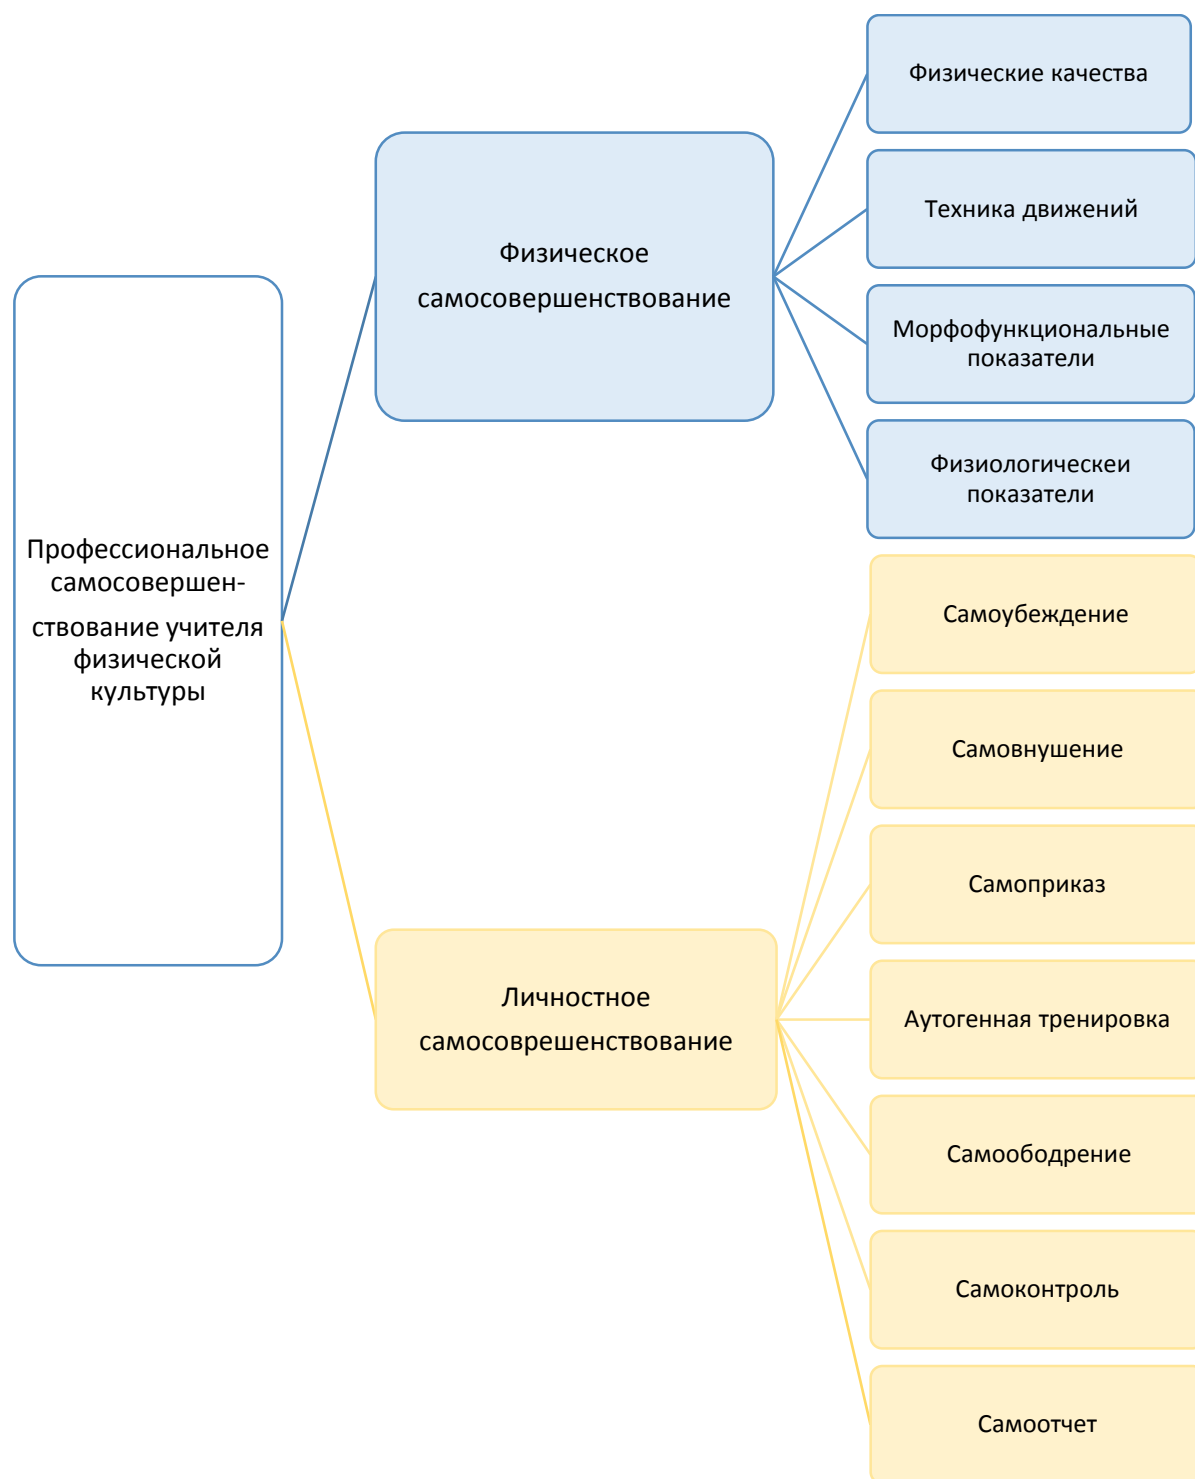 Профессиональное
самосовершен-
ствование учителя
физической
культуры
Физическое
самосовершенствование
Физические качества
Техника движений
Морфофункциональные
показатели
Физиологическеи
показатели
Личностное
самосоврешенствование
Самоубеждение
Самовнушение
Самоприказ
Аутогенная тренировка
Самоободрение
Самоконтроль
Самоотчет